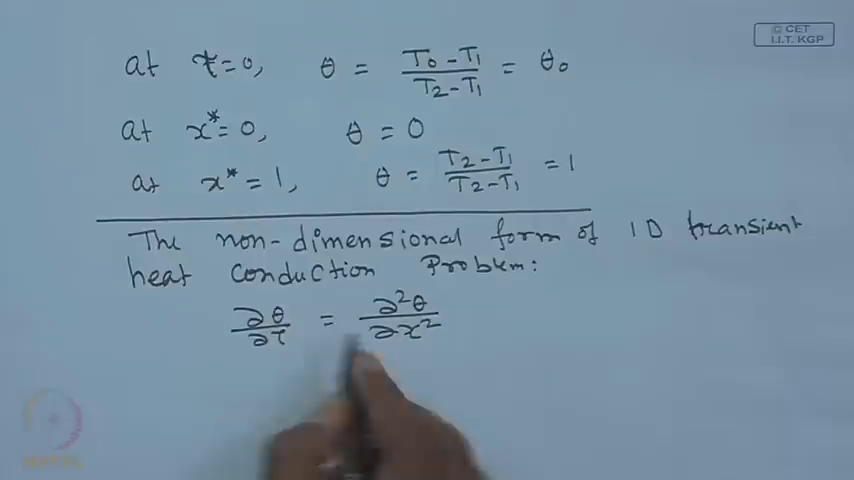 © CET
I.I.T. KGP
at τ=0, θ = (T₀-T₁)/(T₂-T₁) = θ₀
at x*=0, θ = 0
at x*=1, θ = (T₂-T₁)/(T₂-T₁) = 1
The non-dimensional form of 1D transient
heat conduction Problem:
∂θ/∂τ = ∂²θ/∂x²